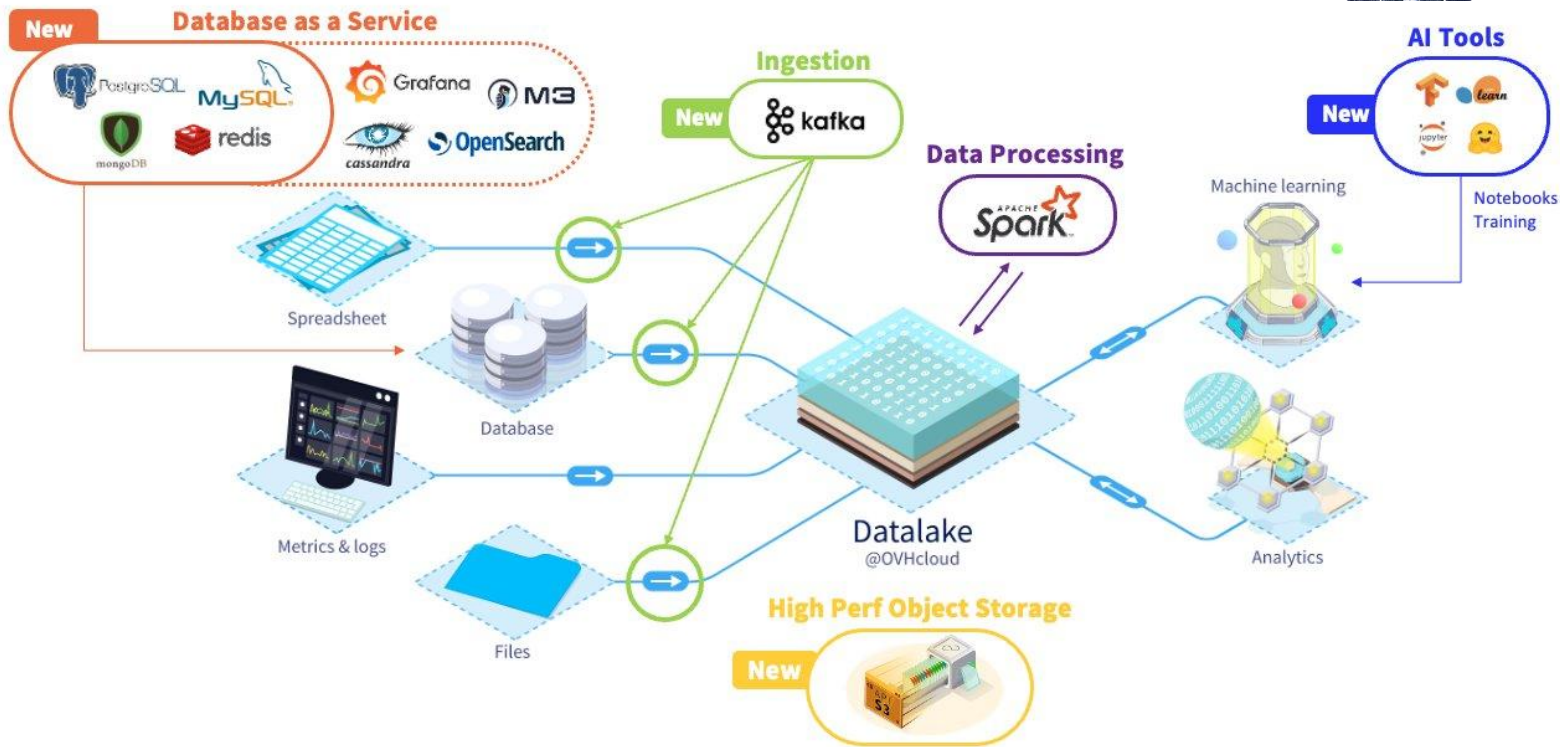 New
Database as a Service
PostgreSQL
MySQL
mongoDB
redis
Grafana
M3
cassandra
OpenSearch
Ingestion
New
kafka
Data Processing
APACHE
Spark
AI Tools
New
learn
jupyter
Notebooks
Training
Machine learning
Spreadsheet
Database
Metrics & logs
Files
Datalake
@OVHcloud
Analytics
High Perf Object Storage
New
API
S3